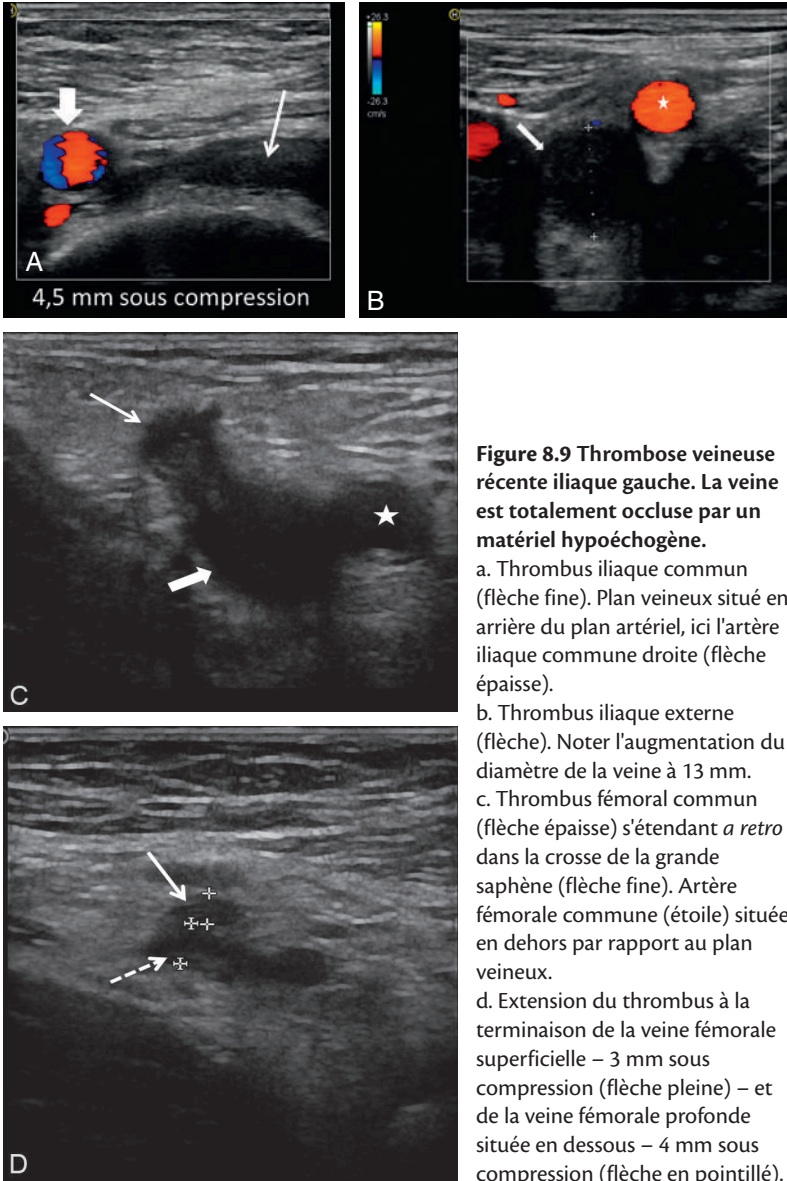 +26.3
-26.3
cm/s
A
4,5 mm sous compression
B
C
D
Figure 8.9 Thrombose veineuse
récente iliaque gauche. La veine
est totalement occluse par un
matériel hypoéchogène.
a. Thrombus iliaque commun
(flèche fine). Plan veineux situé en
arrière du plan artériel, ici l'artère
iliaque commune droite (flèche
épaisse).
b. Thrombus iliaque externe
(flèche). Noter l'augmentation du
diamètre de la veine à 13 mm.
c. Thrombus fémoral commun
(flèche épaisse) s'étendant a retro
dans la crosse de la grande
saphène (flèche fine). Artère
fémorale commune (étoile) située
en dehors par rapport au plan
veineux.
d. Extension du thrombus à la
terminaison de la veine fémorale
superficielle – 3 mm sous
compression (flèche pleine) – et
de la veine fémorale profonde
située en dessous – 4 mm sous
compression (flèche en pointillé).